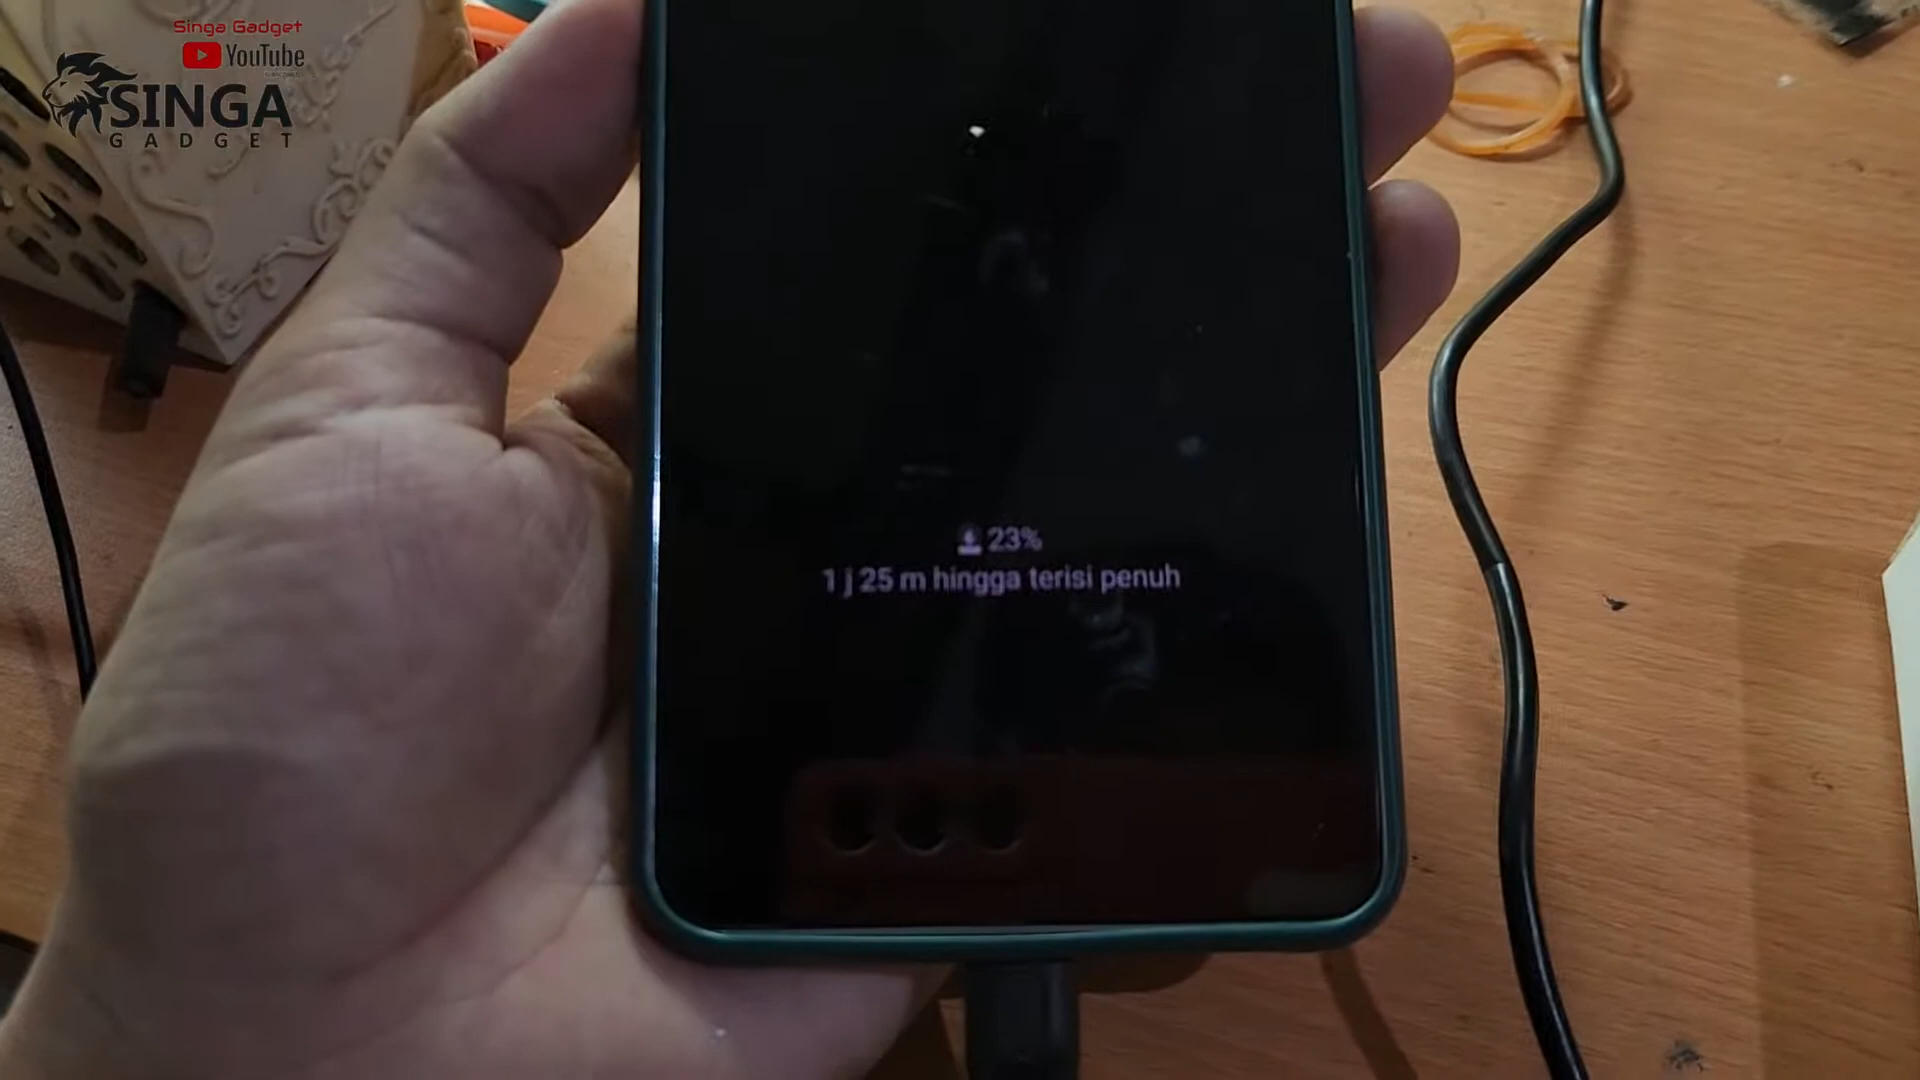 Singa Gadget
YouTube
SINGA
GADGET
23%
1 j 25 m hingga terisi penuh